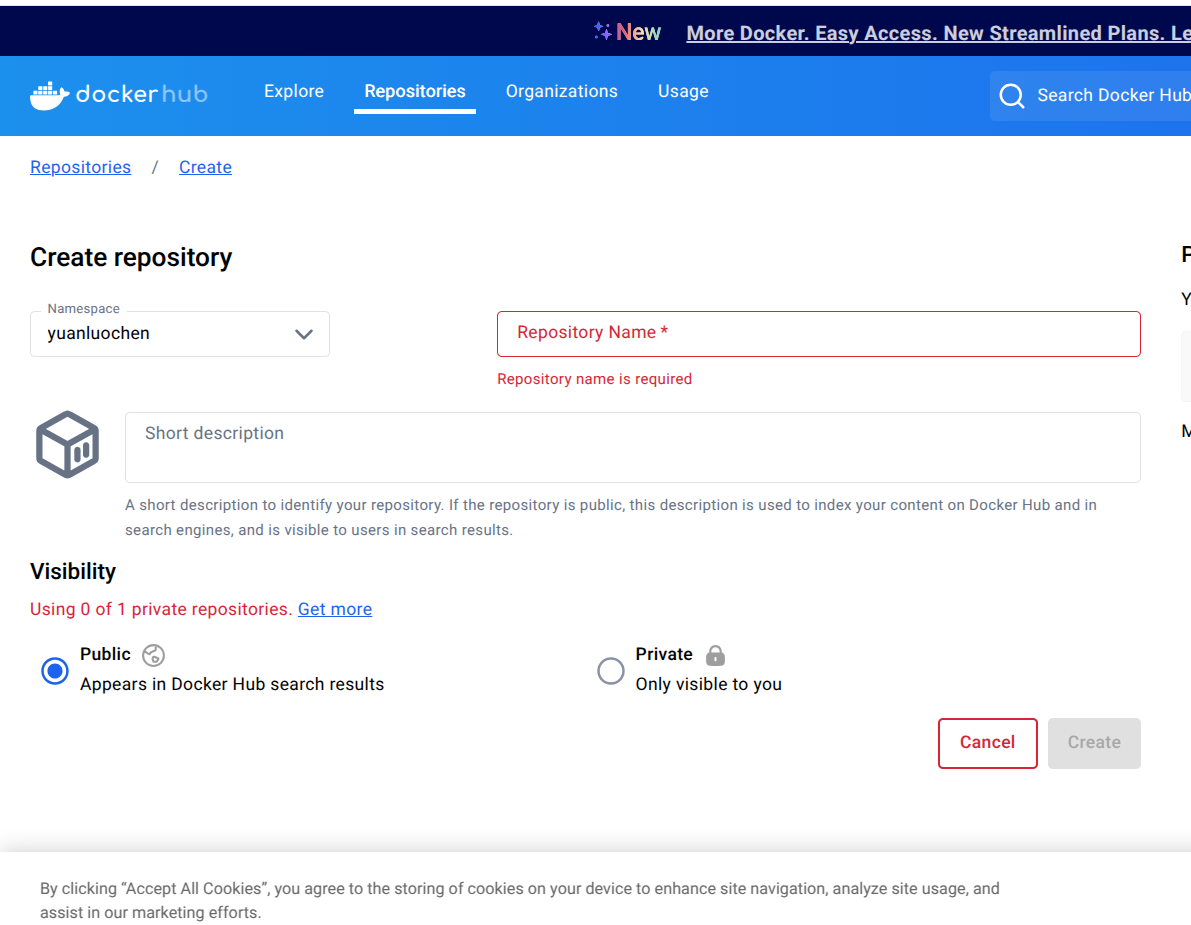 New More Docker. Easy Access. New Streamlined Plans. Le
docker hub Explore Repositories Organizations Usage Search Docker Hub
Repositories / Create
Create repository
Namespace
yuanluochen
Repository Name *
Repository name is required
Short description
A short description to identify your repository. If the repository is public, this description is used to index your content on Docker Hub and in
search engines, and is visible to users in search results.
Visibility
Using 0 of 1 private repositories. Get more
Public
Appears in Docker Hub search results
Private
Only visible to you
Cancel Create
By clicking “Accept All Cookies”, you agree to the storing of cookies on your device to enhance site navigation, analyze site usage, and
assist in our marketing efforts.